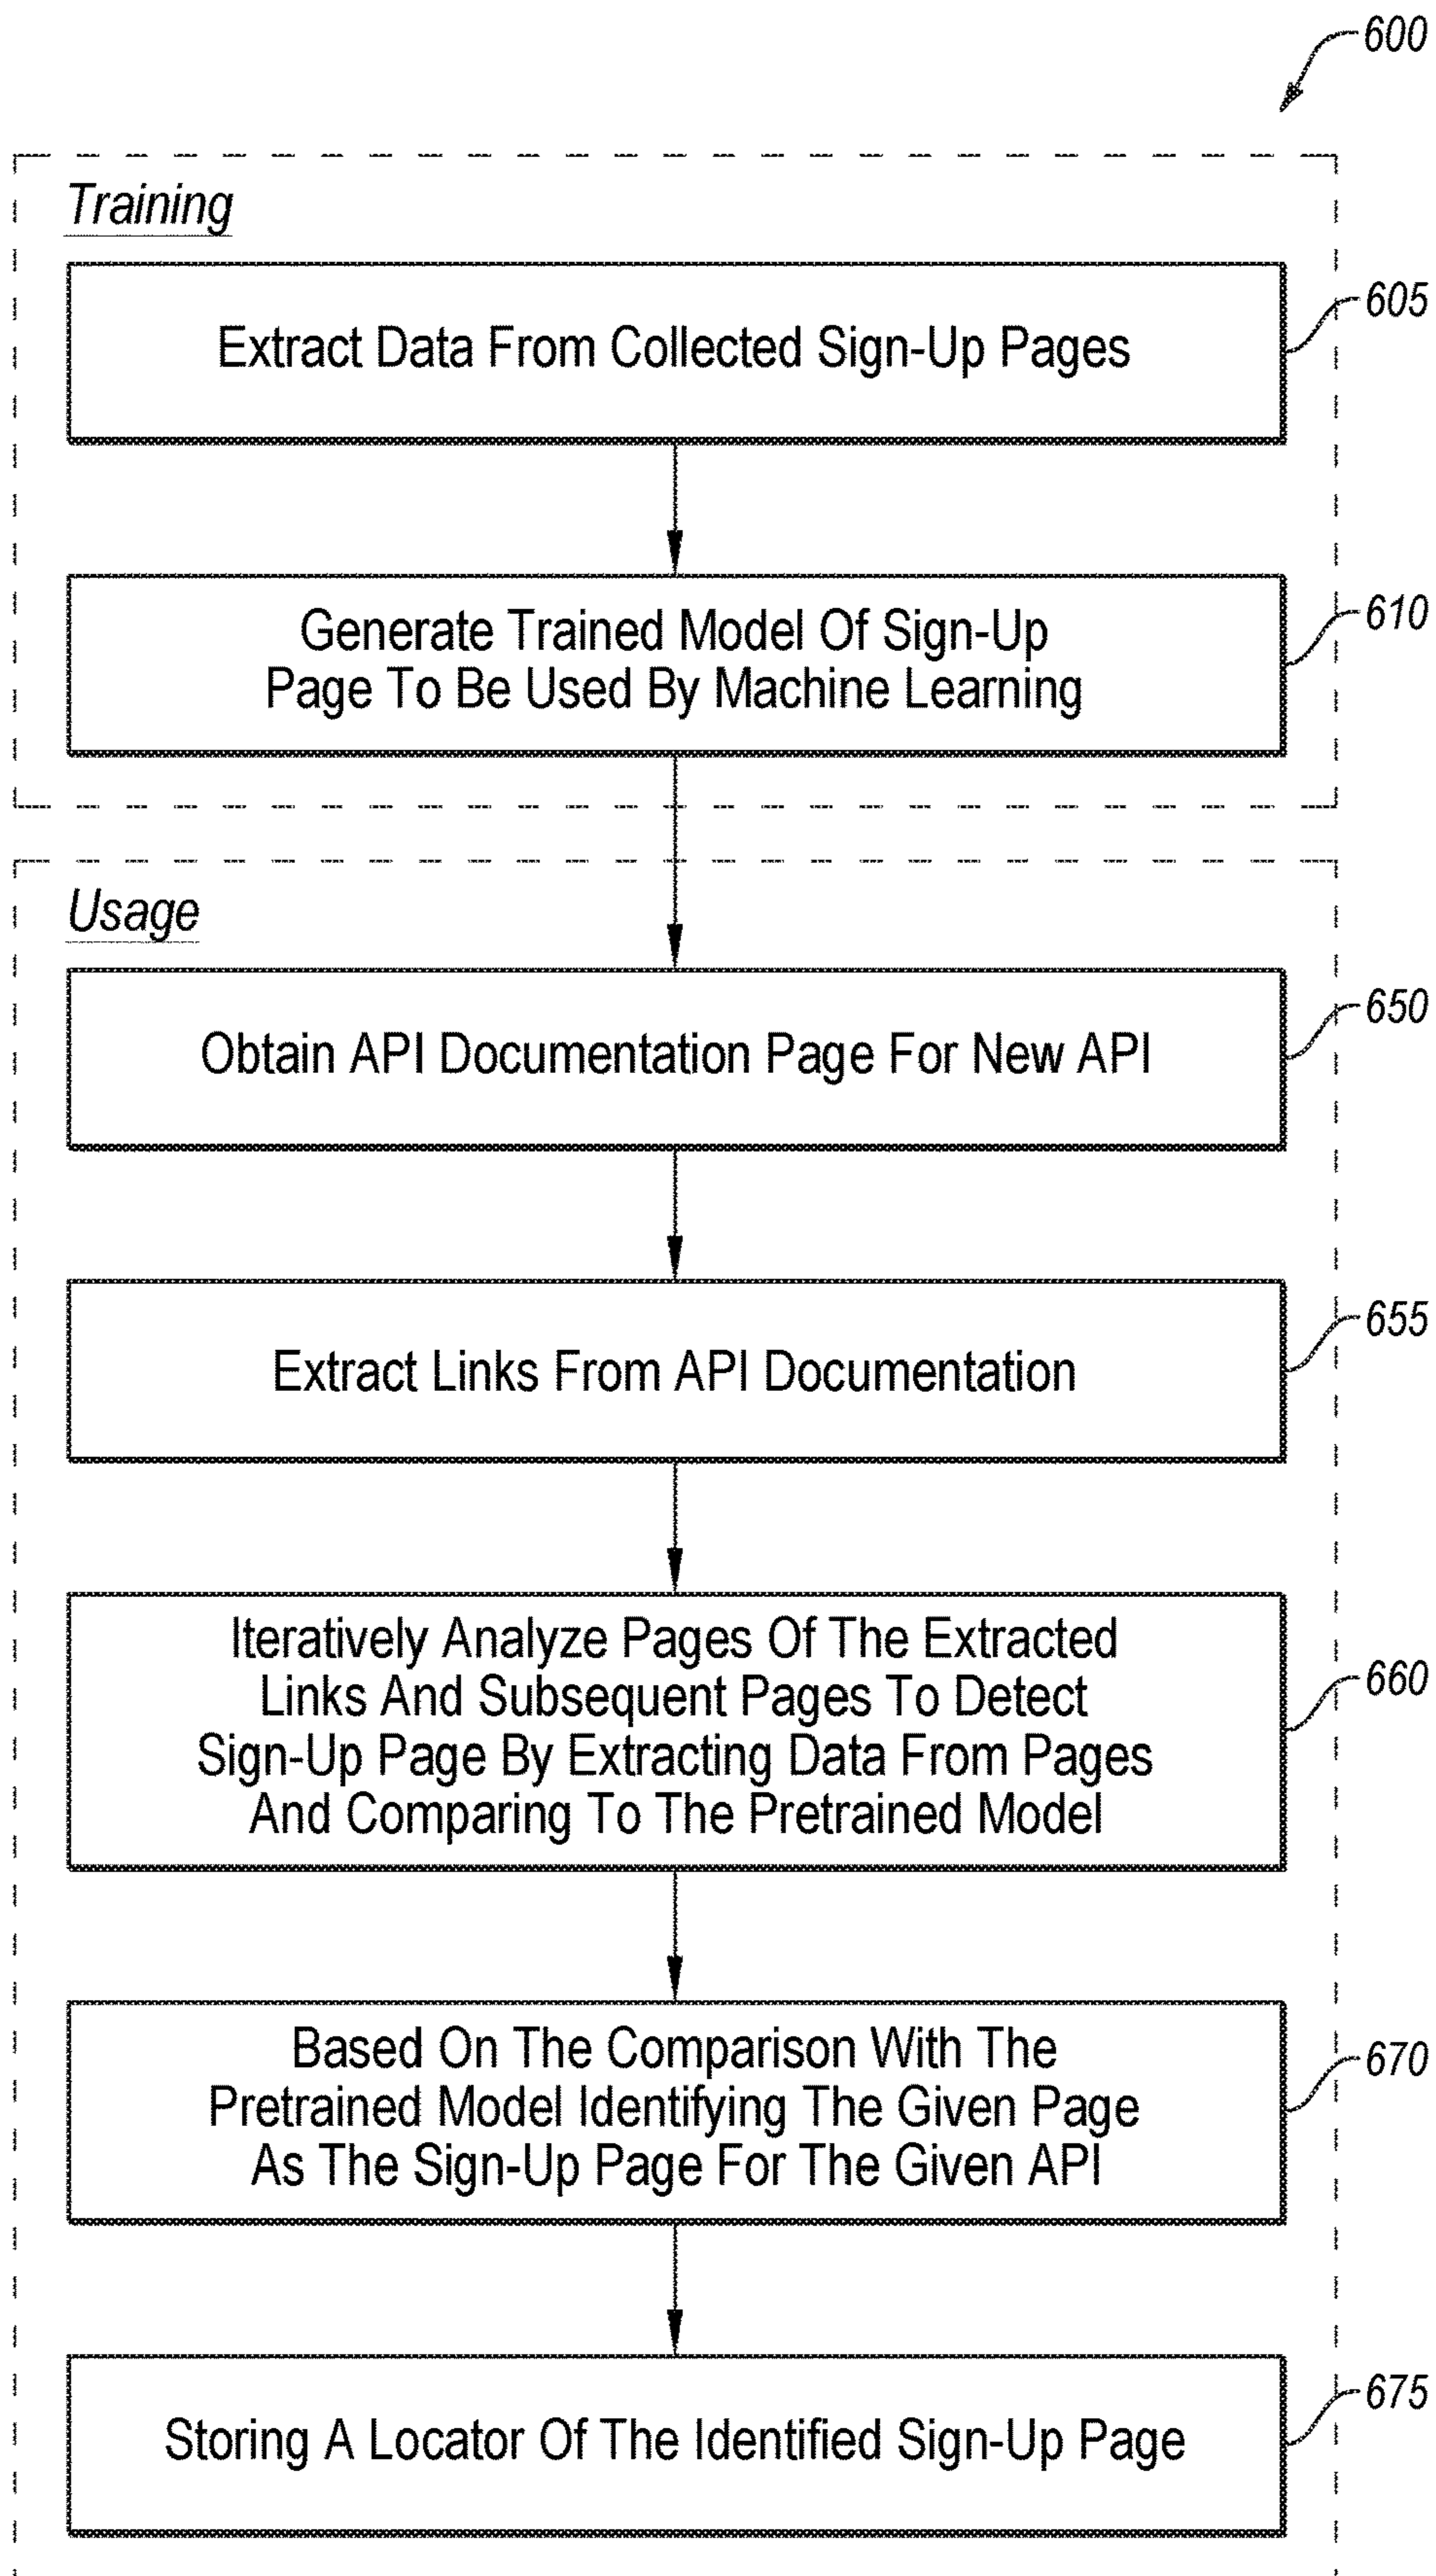 600
Training
Extract Data From Collected Sign-Up Pages
605
Generate Trained Model Of Sign-Up
Page To Be Used By Machine Learning
610
Usage
Obtain API Documentation Page For New API
650
Extract Links From API Documentation
655
Iteratively Analyze Pages Of The Extracted
Links And Subsequent Pages To Detect
Sign-Up Page By Extracting Data From Pages
And Comparing To The Pretrained Model
660
Based On The Comparison With The
Pretrained Model Identifying The Given Page
As The Sign-Up Page For The Given API
670
Storing A Locator Of The Identified Sign-Up Page
675